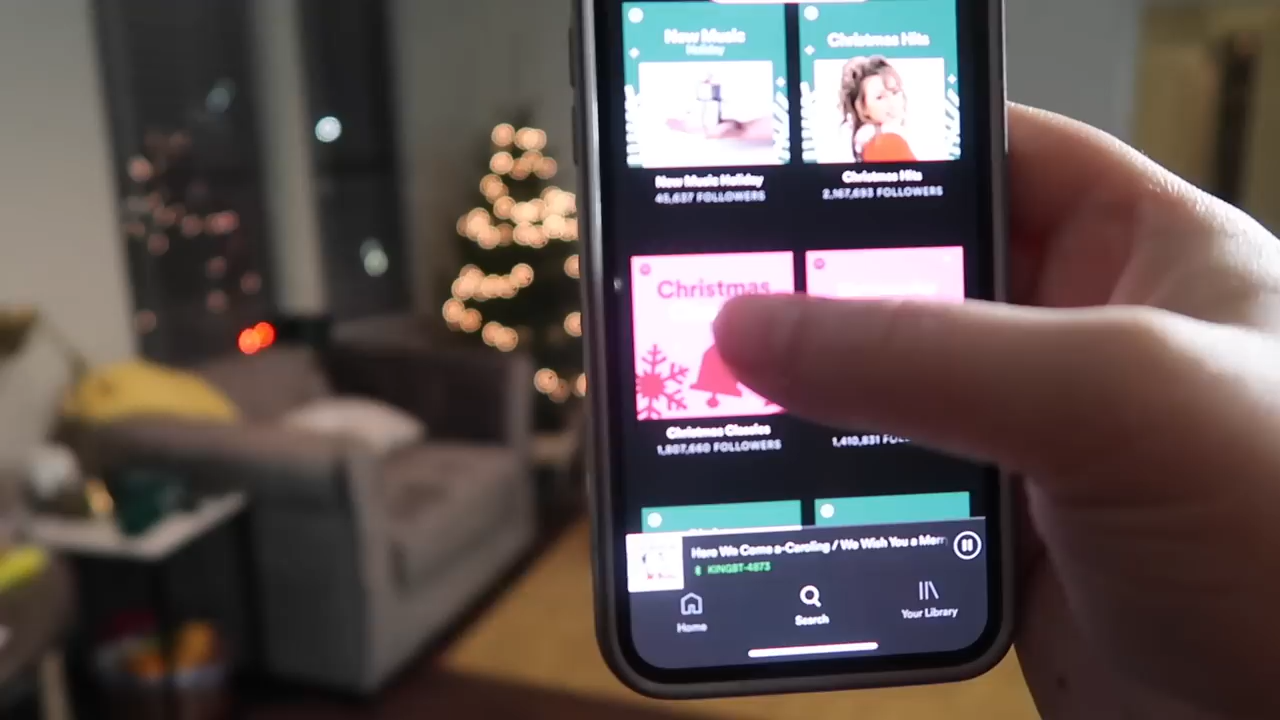 New Music
Holiday
Christmas Hits
New Music Holiday
45,637 FOLLOWERS
Christmas Hits
2,167,693 FOLLOWERS
Christmas
Christmas Classics
1,807,660 FOLLOWERS
1,410,831 FOLL
Here We Come a-Caroling / We Wish You a Merr
KINGBT-4873
Home
Search
Your Library